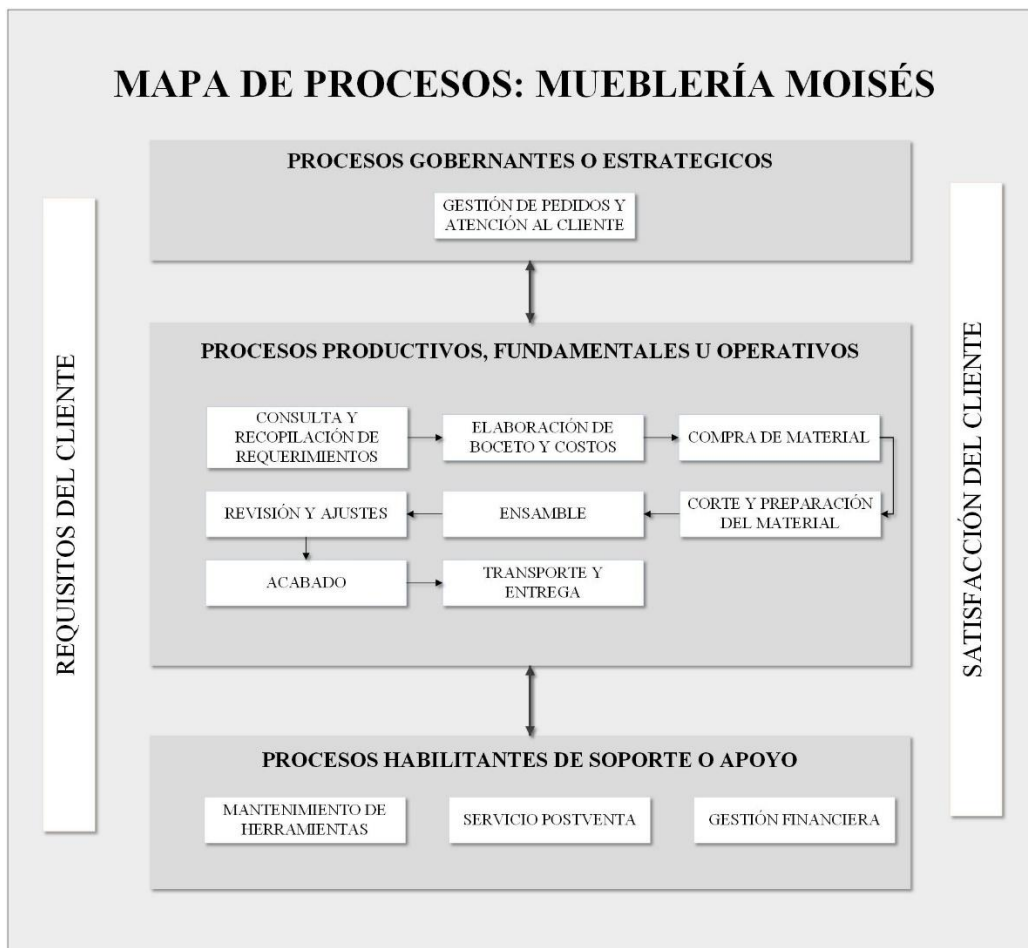 MAPA DE PROCESOS: MUEBLERÍA MOISÉS
PROCESOS GOBERNANTES O ESTRATEGICOS
GESTIÓN DE PEDIDOS Y
ATENCIÓN AL CLIENTE
REQUISITOS DEL CLIENTE
PROCESOS PRODUCTIVOS, FUNDAMENTALES U OPERATIVOS
CONSULTA Y
RECOPILACIÓN DE
REQUERIMIENTOS
ELABORACIÓN DE
BOCETO Y COSTOS
COMPRA DE MATERIAL
CORTE Y PREPARACIÓN
DEL MATERIAL
ENSAMBLE
REVISIÓN Y AJUSTES
ACABADO
TRANSPORTE Y
ENTREGA
PROCESOS HABILITANTES DE SOPORTE O APOYO
MANTENIMIENTO DE
HERRAMIENTAS
SERVICIO POSTVENTA
GESTIÓN FINANCIERA
SATISFACCIÓN DEL CLIENTE